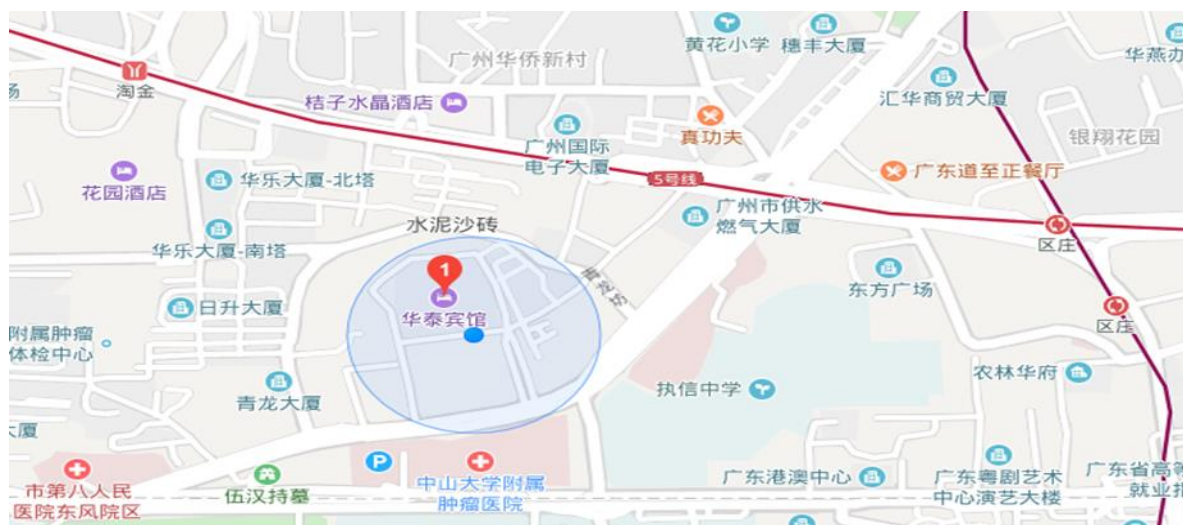 黄花小学
穗丰大厦
华燕办
广州华侨新村
场
淘金
桔子水晶酒店
汇华商贸大厦
真功夫
广州国际
电子大厦
银翔花园
花园酒店
华乐大厦-北塔
5号线
广东道至正餐厅
水泥沙砖
广州市供水
燃气大厦
区庄
华乐大厦-南塔
1
青龙坊
东方广场
日升大厦
华泰宾馆
区庄
附属肿瘤
体检中心
执信中学
农林华府
青龙大厦
大厦
P
市第八人民
医院东风院区
伍汉持墓
中山大学附属
肿瘤医院
广东港澳中心
广东粤剧艺术
中心演艺大楼
广东省高等
就业指